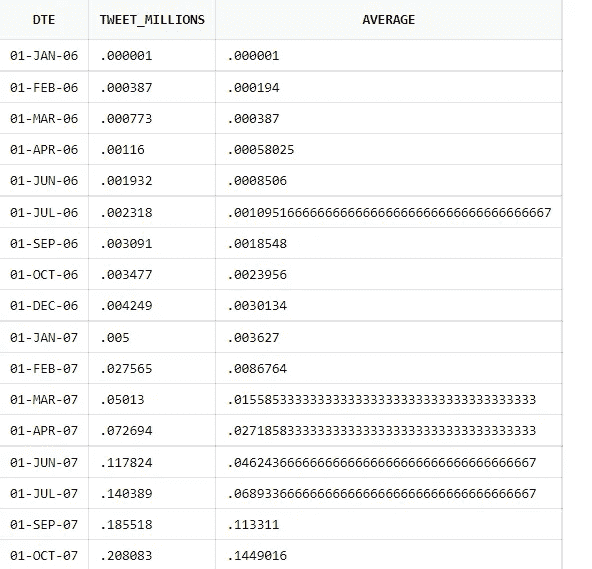 DTE TWEET_MILLIONS AVERAGE
01-JAN-06 .000001 .000001
01-FEB-06 .000387 .000194
01-MAR-06 .000773 .000387
01-APR-06 .00116 .00058025
01-JUN-06 .001932 .0008506
01-JUL-06 .001095166666666666666666666666666666666667
01-SEP-06 .003091 .0018548
01-OCT-06 .003477 .0023956
01-DEC-06 .004249 .0030134
01-JAN-07 .005 .003627
01-FEB-07 .027565 .0086764
01-MAR-07 .05013 .0155853333333333333333333333333333333333
01-APR-07 .072694 .0271858333333333333333333333333333333333
01-JUN-07 .117824 .0462436666666666666666666666666666666667
01-JUL-07 .140389 .0689336666666666666666666666666666666667
01-SEP-07 .185518 .113311
01-OCT-07 .208083 .1449016